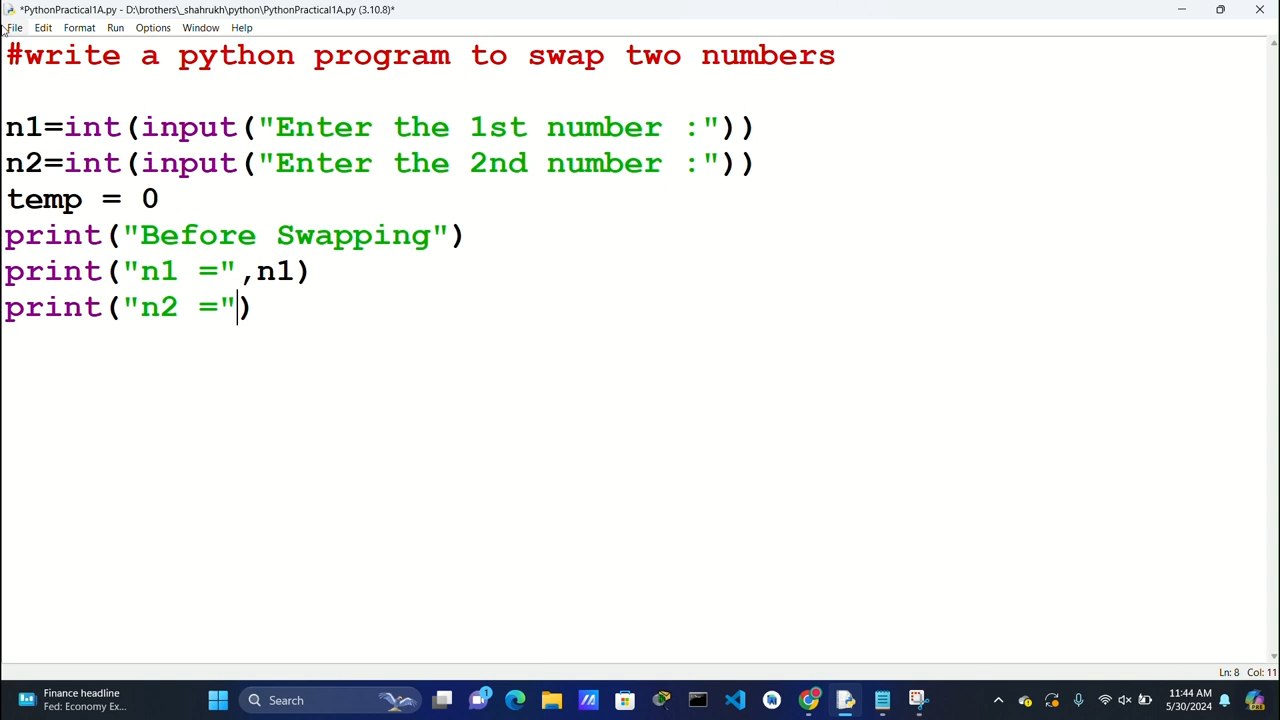 *PythonPractical1A.py - D:\brothers\_shahrukh\python\PythonPractical1A.py (3.10.8)*
File Edit Format Run Options Window Help
#write a python program to swap two numbers
n1=int(input("Enter the 1st number :"))
n2=int(input("Enter the 2nd number :"))
temp = 0
print("Before Swapping")
print("n1 =",n1)
print("n2 =")
Ln: 8 Col: 11
Finance headline
Fed: Economy Ex...
Search
1
11:44 AM
5/30/2024
PRE